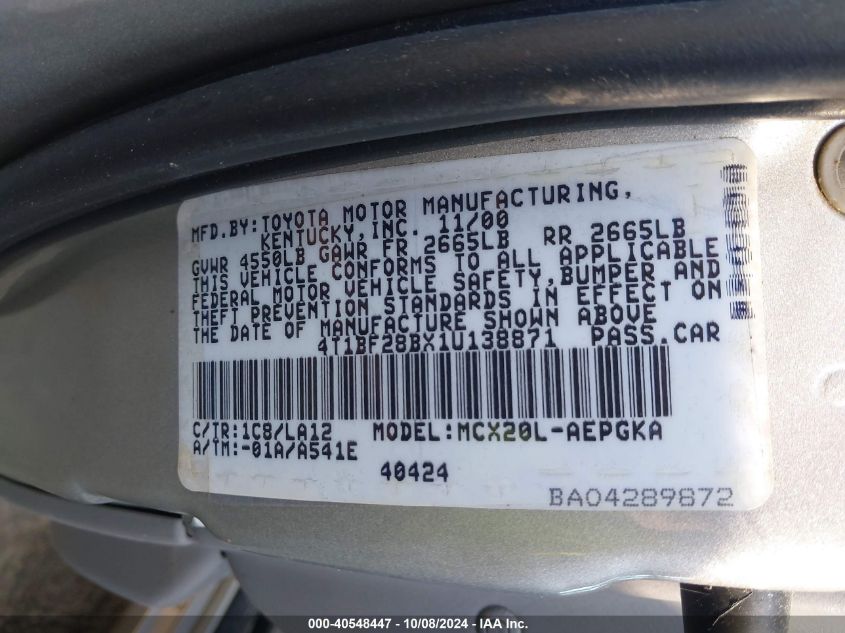 MFD.BY:TOYOTA MOTOR MANUFACTURING,
KENTUCKY,INC. 11/00
GVWR 4550LB GAWR FR 2665LB RR 2665LB
THIS VEHICLE CONFORMS TO ALL APPLICABLE
FEDERAL MOTOR VEHICLE SAFETY,BUMPER AND
THEFT PREVENTION STANDARDS IN EFFECT ON
THE DATE OF MANUFACTURE SHOWN ABOVE
4T1BF28BX1U138871 PASS.CAR
C/TR:1C8/LA12 MODEL:MCX20L-AEPGKA
A/TM:-01A/A541E
40424
BA04289872
000-40548447 - 10/08/2024 - © IAA Inc.